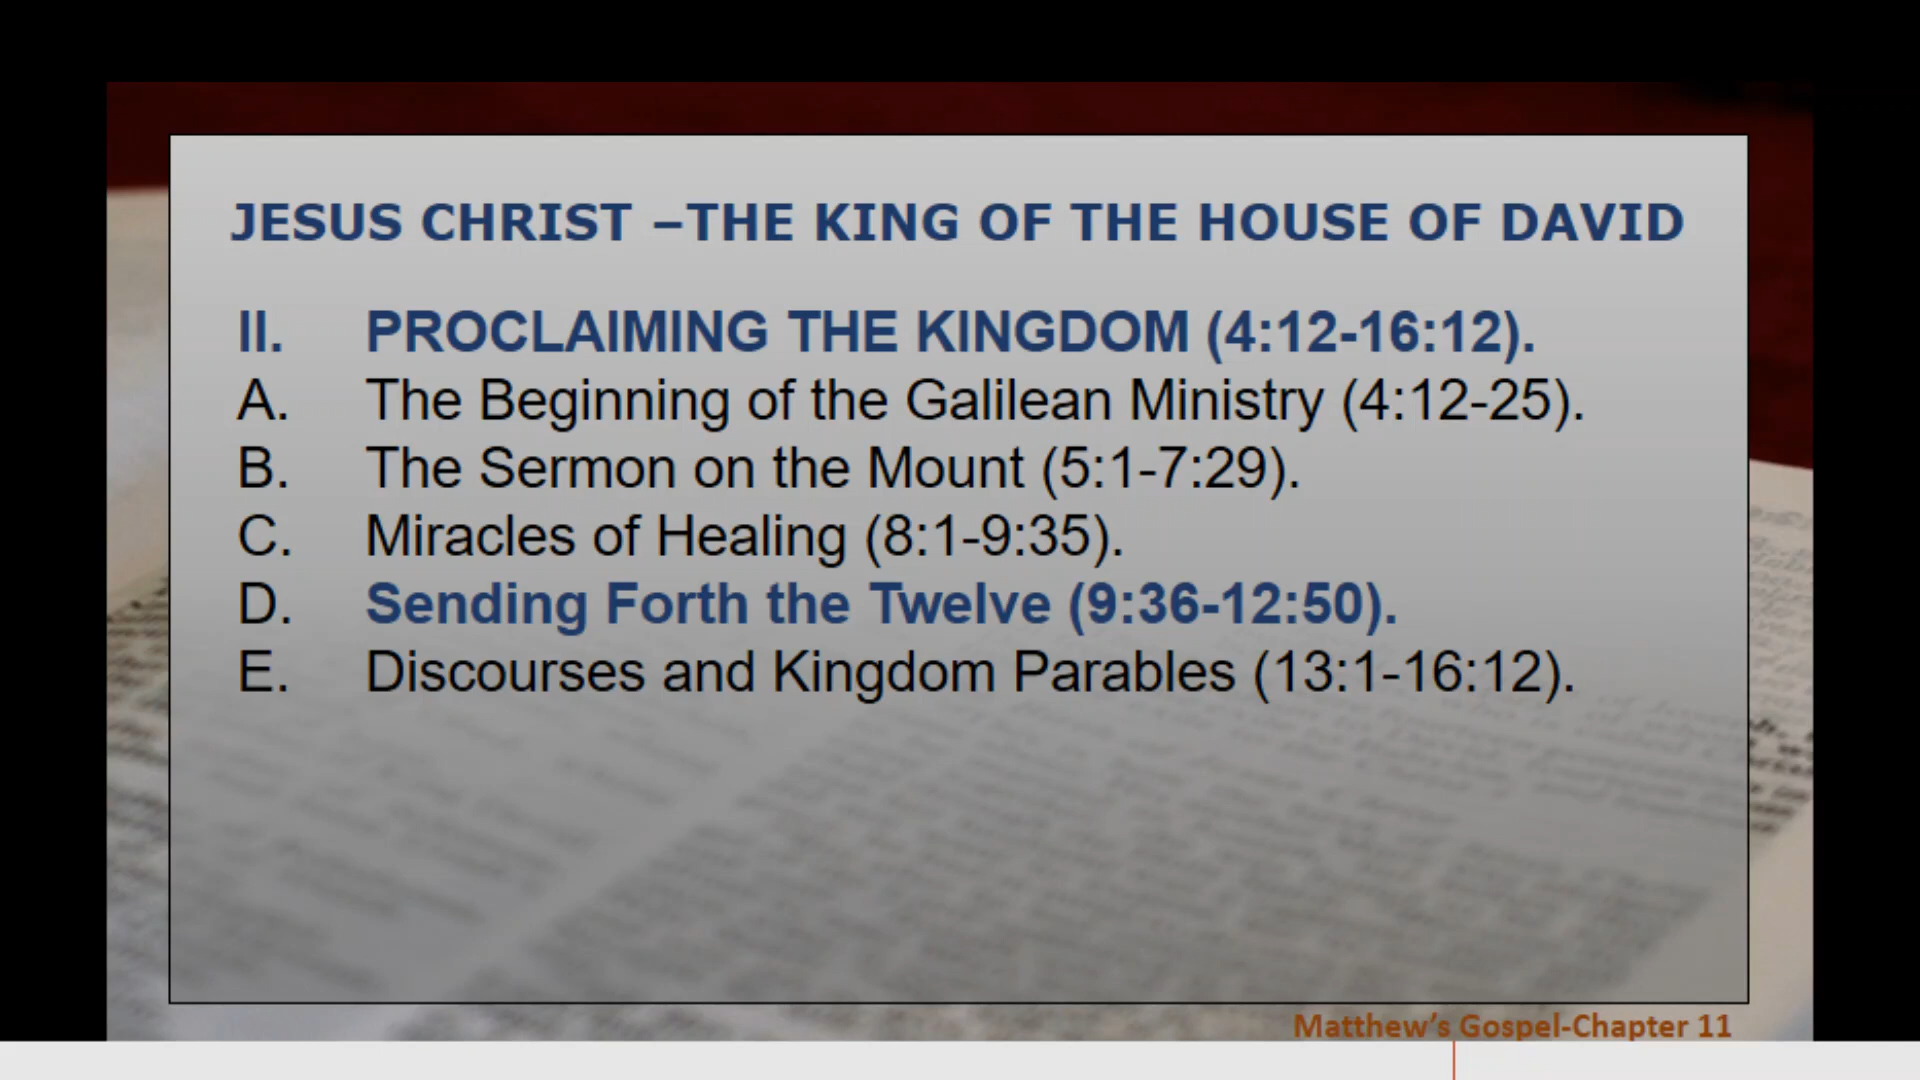 JESUS CHRIST –THE KING OF THE HOUSE OF DAVID
II. PROCLAIMING THE KINGDOM (4:12-16:12).
A. The Beginning of the Galilean Ministry (4:12-25).
B. The Sermon on the Mount (5:1-7:29).
C. Miracles of Healing (8:1-9:35).
D. Sending Forth the Twelve (9:36-12:50).
E. Discourses and Kingdom Parables (13:1-16:12).
Matthew's Gospel-Chapter 11